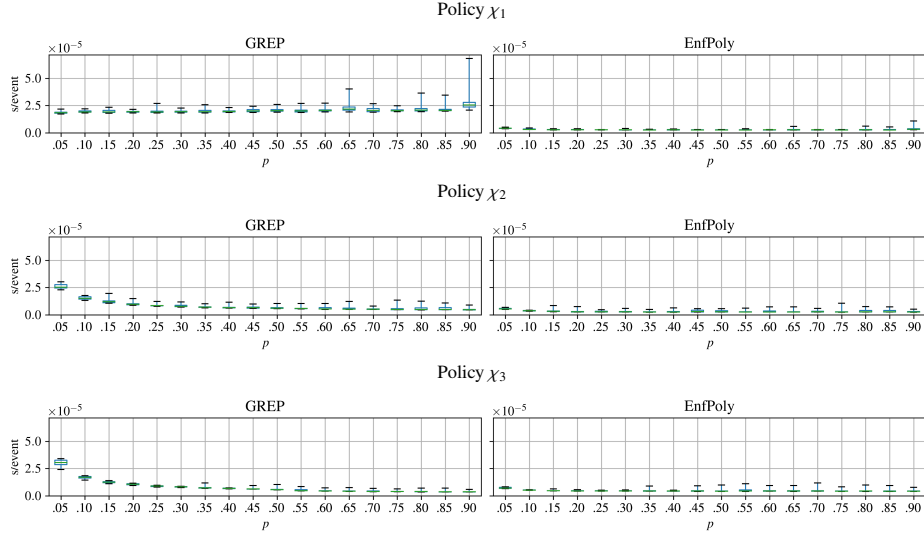 Policy χ1
GREP EnfPoly
×10−5 ×10−5
5.0
s/event
2.5
0.0
.05 .10 .15 .20 .25 .30 .35 .40 .45 .50 .55 .60 .65 .70 .75 .80 .85 .90 .05 .10 .15 .20 .25 .30 .35 .40 .45 .50 .55 .60 .65 .70 .75 .80 .85 .90
p p
Policy χ2
GREP EnfPoly
×10−5 ×10−5
5.0
s/event
2.5
0.0
.05 .10 .15 .20 .25 .30 .35 .40 .45 .50 .55 .60 .65 .70 .75 .80 .85 .90 .05 .10 .15 .20 .25 .30 .35 .40 .45 .50 .55 .60 .65 .70 .75 .80 .85 .90
p p
Policy χ3
GREP EnfPoly
×10−5 ×10−5
5.0
s/event
2.5
0.0
.05 .10 .15 .20 .25 .30 .35 .40 .45 .50 .55 .60 .65 .70 .75 .80 .85 .90 .05 .10 .15 .20 .25 .30 .35 .40 .45 .50 .55 .60 .65 .70 .75 .80 .85 .90
p p